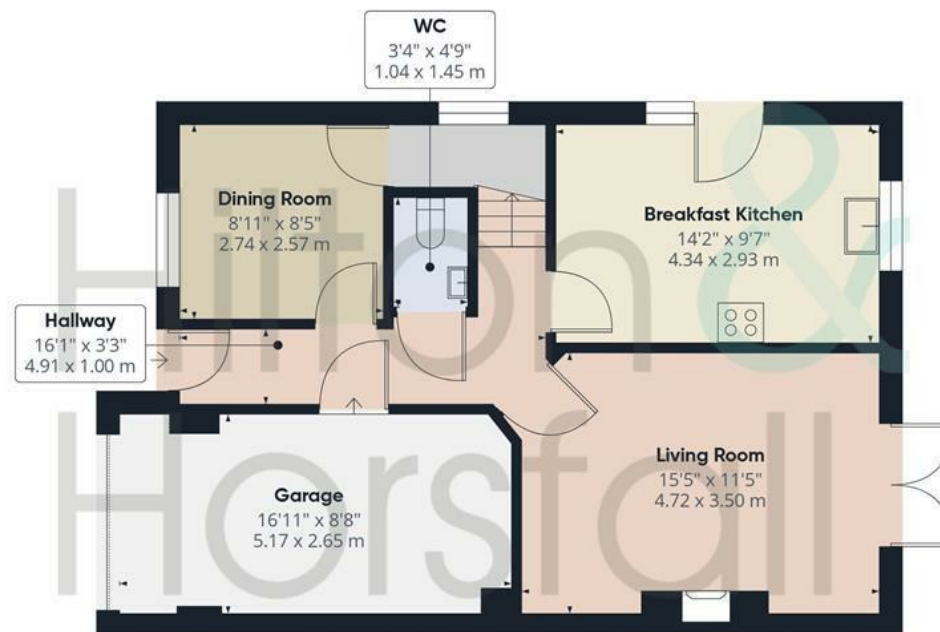 WC
3'4" x 4'9"
1.04 x 1.45 m
Dining Room
8'11" x 8'5"
2.74 x 2.57 m
Breakfast Kitchen
14'2" x 9'7"
4.34 x 2.93 m
Hallway
16'1" x 3'3"
4.91 x 1.00 m
Living Room
15'5" x 11'5"
4.72 x 3.50 m
Garage
16'11" x 8'8"
5.17 x 2.65 m
Hilton &
Horsfall